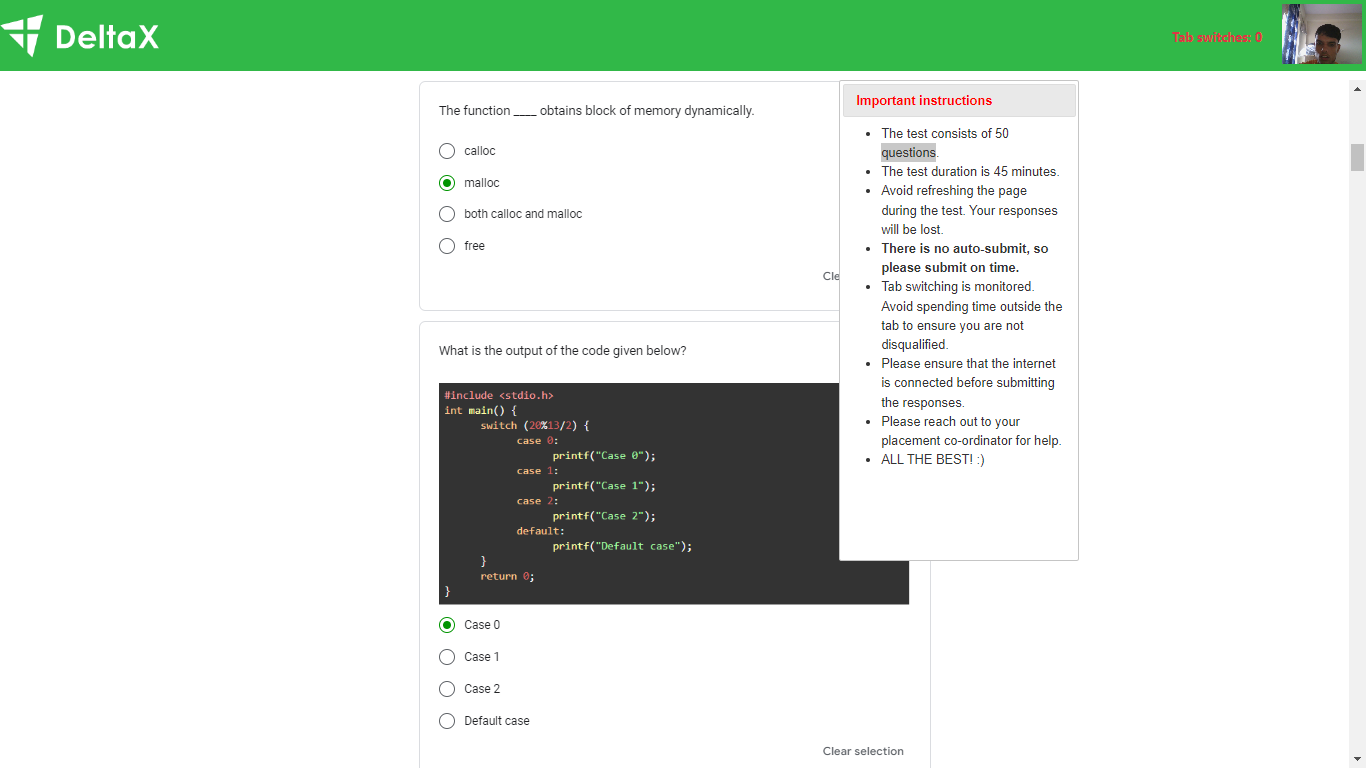 DeltaX
Tab switches: 0
The function ____ obtains block of memory dynamically.
calloc
malloc
both calloc and malloc
free
Cle
What is the output of the code given below?
#include <stdio.h>
int main() {
switch (20%13/2) {
case 0:
printf("Case 0");
case 1:
printf("Case 1");
case 2:
printf("Case 2");
default:
printf("Default case");
}
return 0;
}
Case 0
Case 1
Case 2
Default case
Clear selection
Important instructions
The test consists of 50
questions.
The test duration is 45 minutes.
Avoid refreshing the page
during the test. Your responses
will be lost.
There is no auto-submit, so
please submit on time.
Tab switching is monitored.
Avoid spending time outside the
tab to ensure you are not
disqualified.
Please ensure that the internet
is connected before submitting
the responses.
Please reach out to your
placement co-ordinator for help.
ALL THE BEST! :)